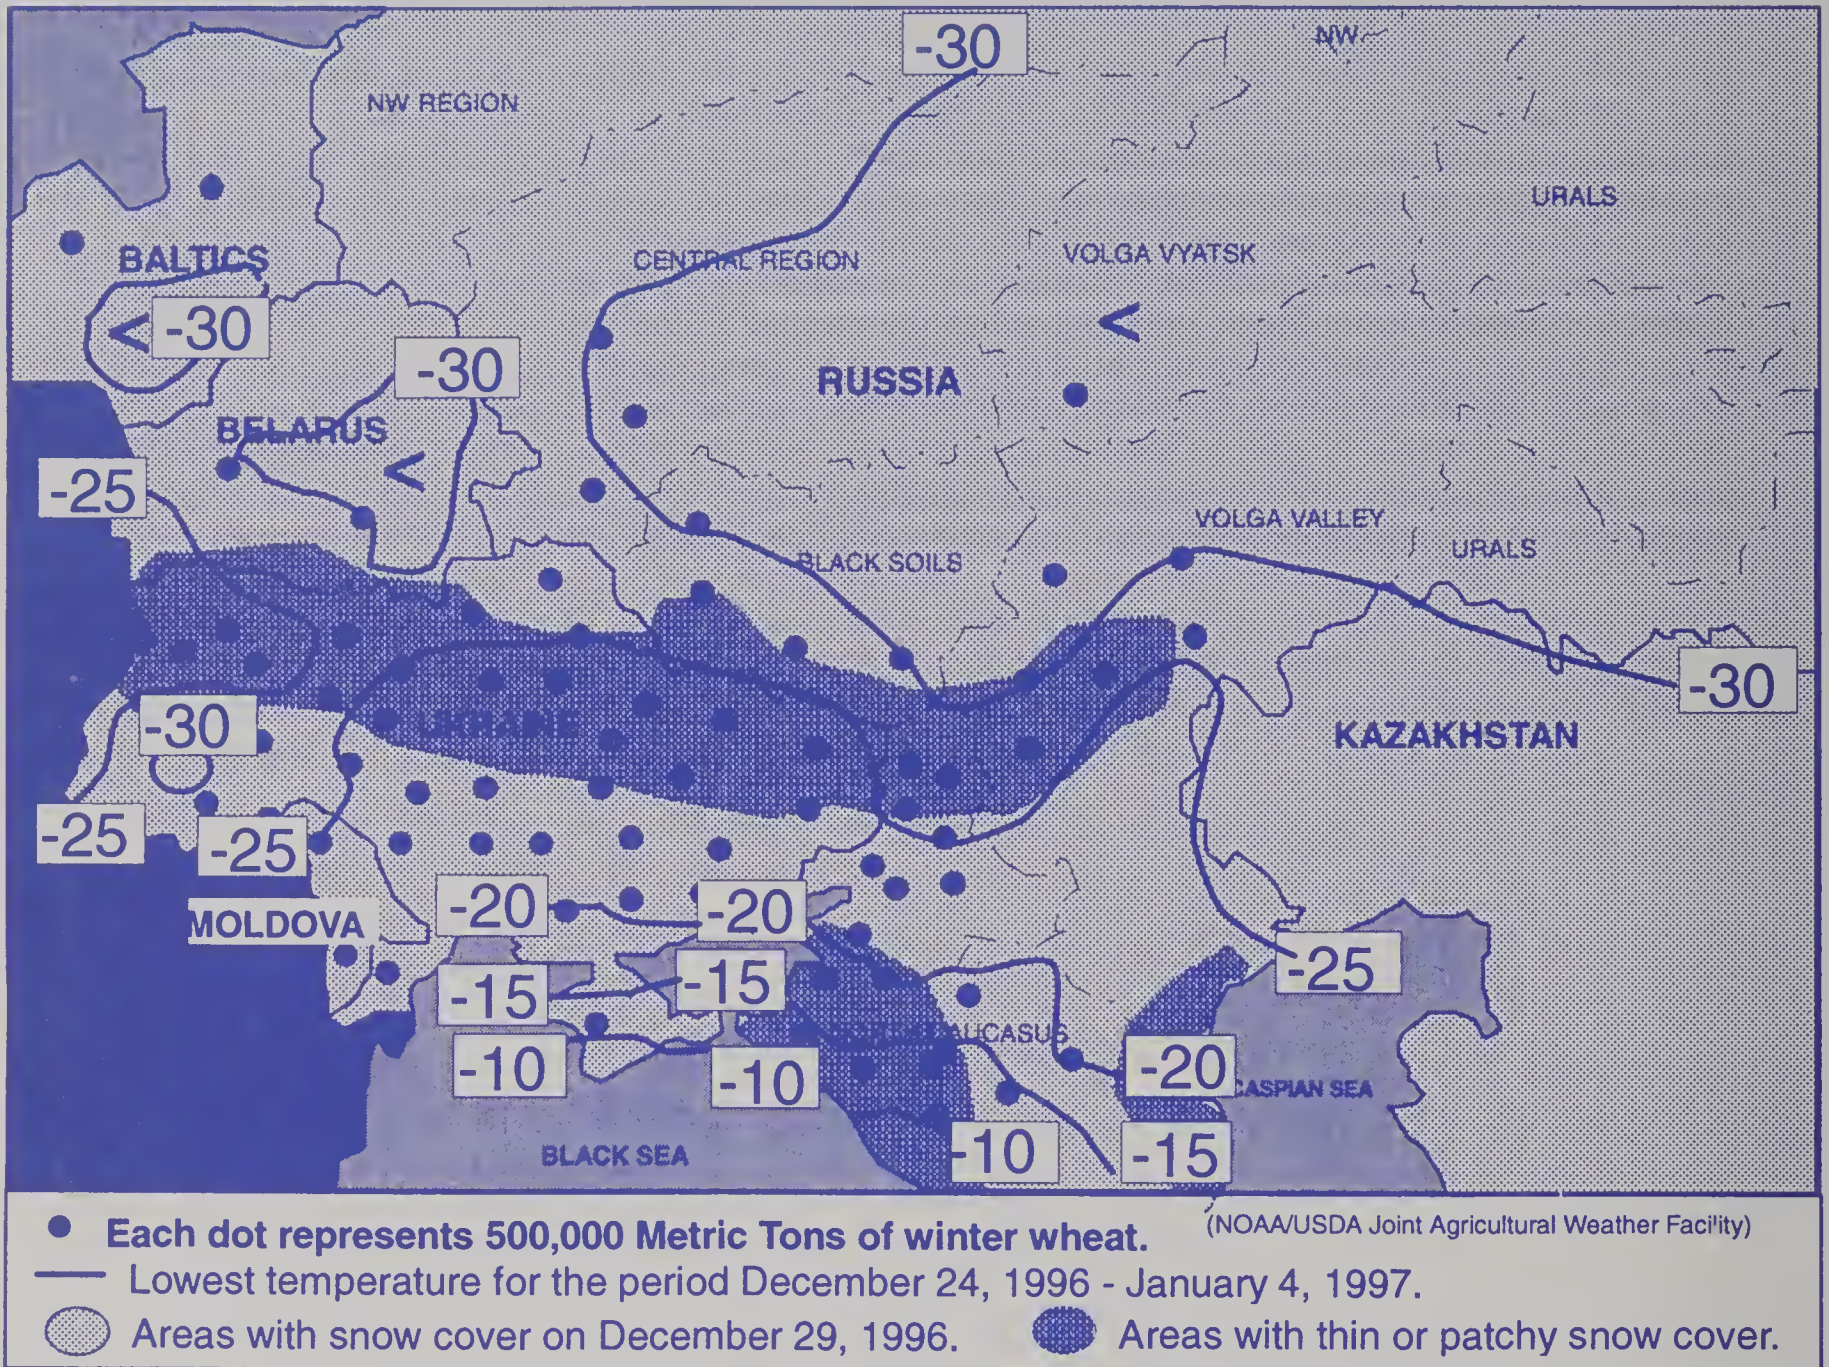 -30
NW
NW REGION
URALS
BALTICS
CENTRAL REGION
VOLGA VYATSK
<
-30
<
-30
RUSSIA
BELARUS
<
-25
VOLGA VALLEY
URALS
BLACK SOILS
-30
-30
UKRAINE
KAZAKHSTAN
-25
-25
-20
-20
MOLDOVA
-25
-15
-15
AUCASUS
-10
-10
-20
CASPIAN SEA
BLACK SEA
-10
-15
Each dot represents 500,000 Metric Tons of winter wheat.
(NOAA/USDA Joint Agricultural Weather Facility)
Lowest temperature for the period December 24, 1996 - January 4, 1997.
Areas with snow cover on December 29, 1996.
Areas with thin or patchy snow cover.